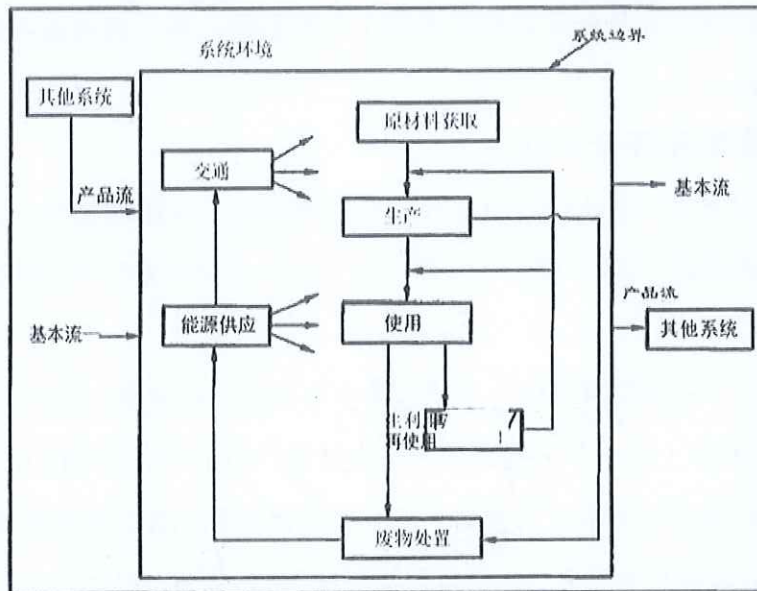 系统环境
系统边界
其他系统
原材料获取
交通
产品流
基本流
生产
产品流
基本流
能源供应
使用
其他系统
再使用
废物处置